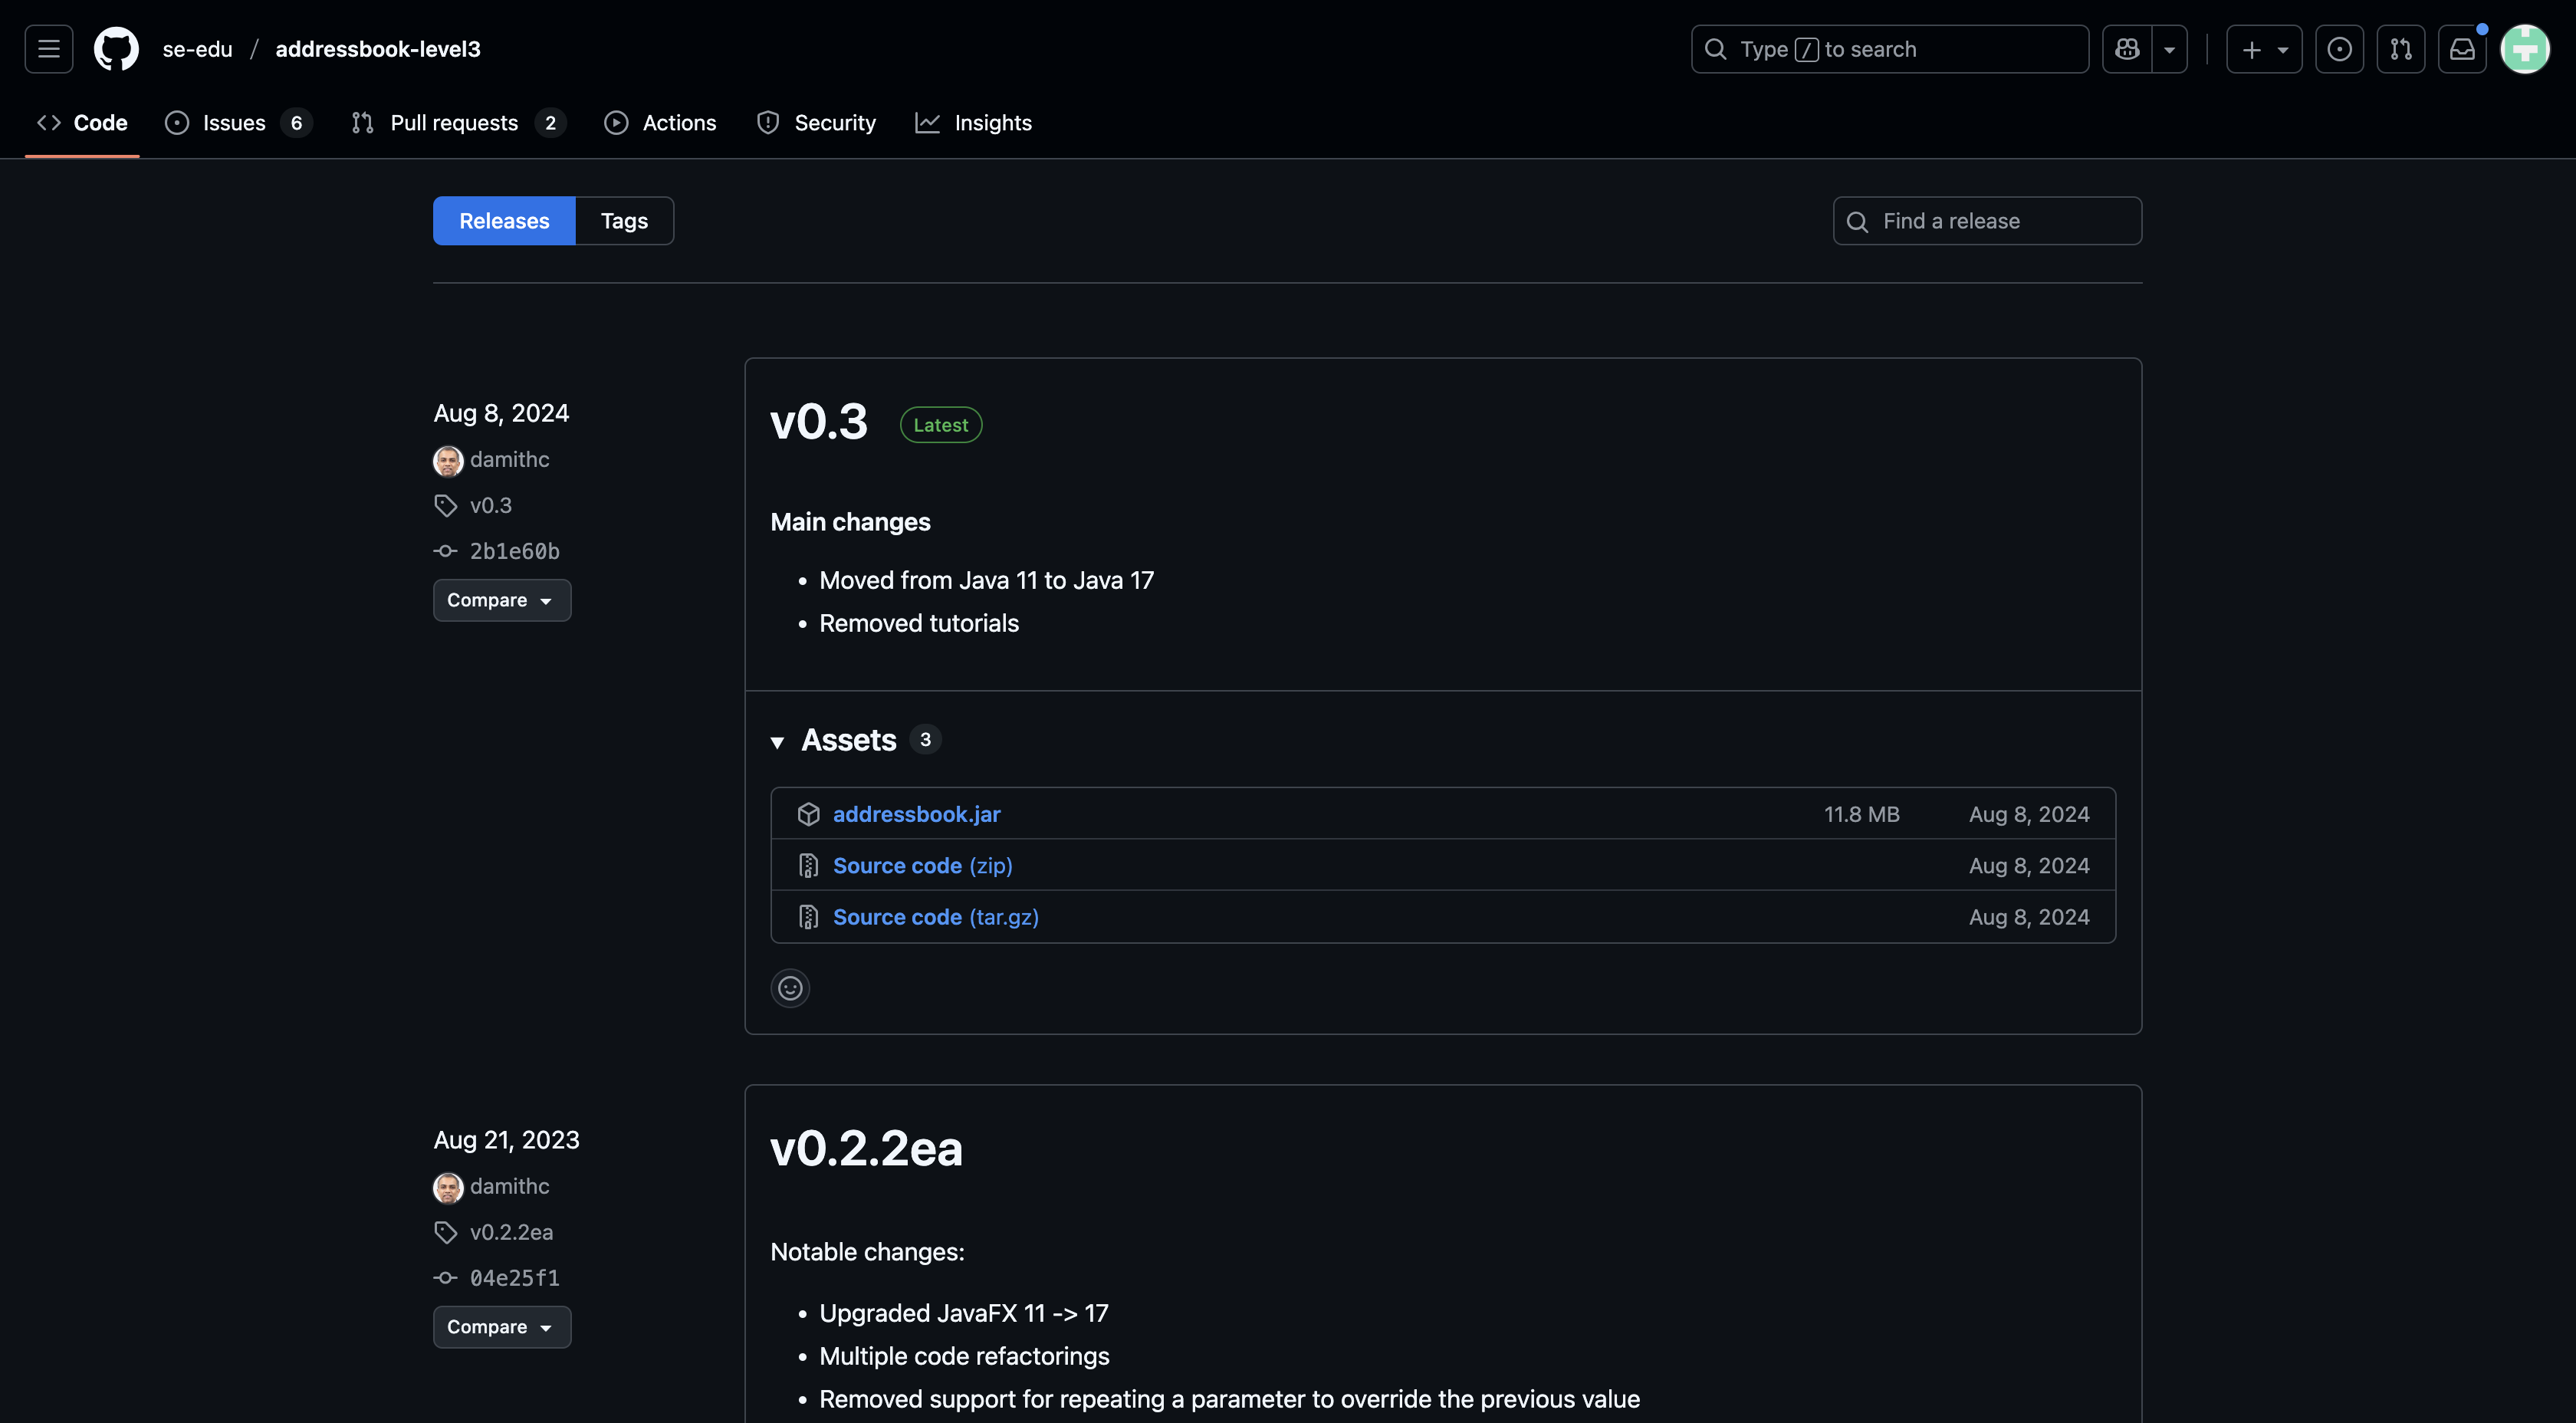 se-edu / addressbook-level3
Type / to search
Code
Issues 6
Pull requests 2
Actions
Security
Insights
Releases
Tags
Find a release
Aug 8, 2024
damithc
v0.3
2b1e60b
Compare
v0.3 Latest
Main changes
• Moved from Java 11 to Java 17
• Removed tutorials
Assets 3
addressbook.jar 11.8 MB Aug 8, 2024
Source code (zip) Aug 8, 2024
Source code (tar.gz) Aug 8, 2024
Aug 21, 2023
damithc
v0.2.2ea
04e25f1
Compare
v0.2.2ea
Notable changes:
• Upgraded JavaFX 11 -> 17
• Multiple code refactorings
• Removed support for repeating a parameter to override the previous value